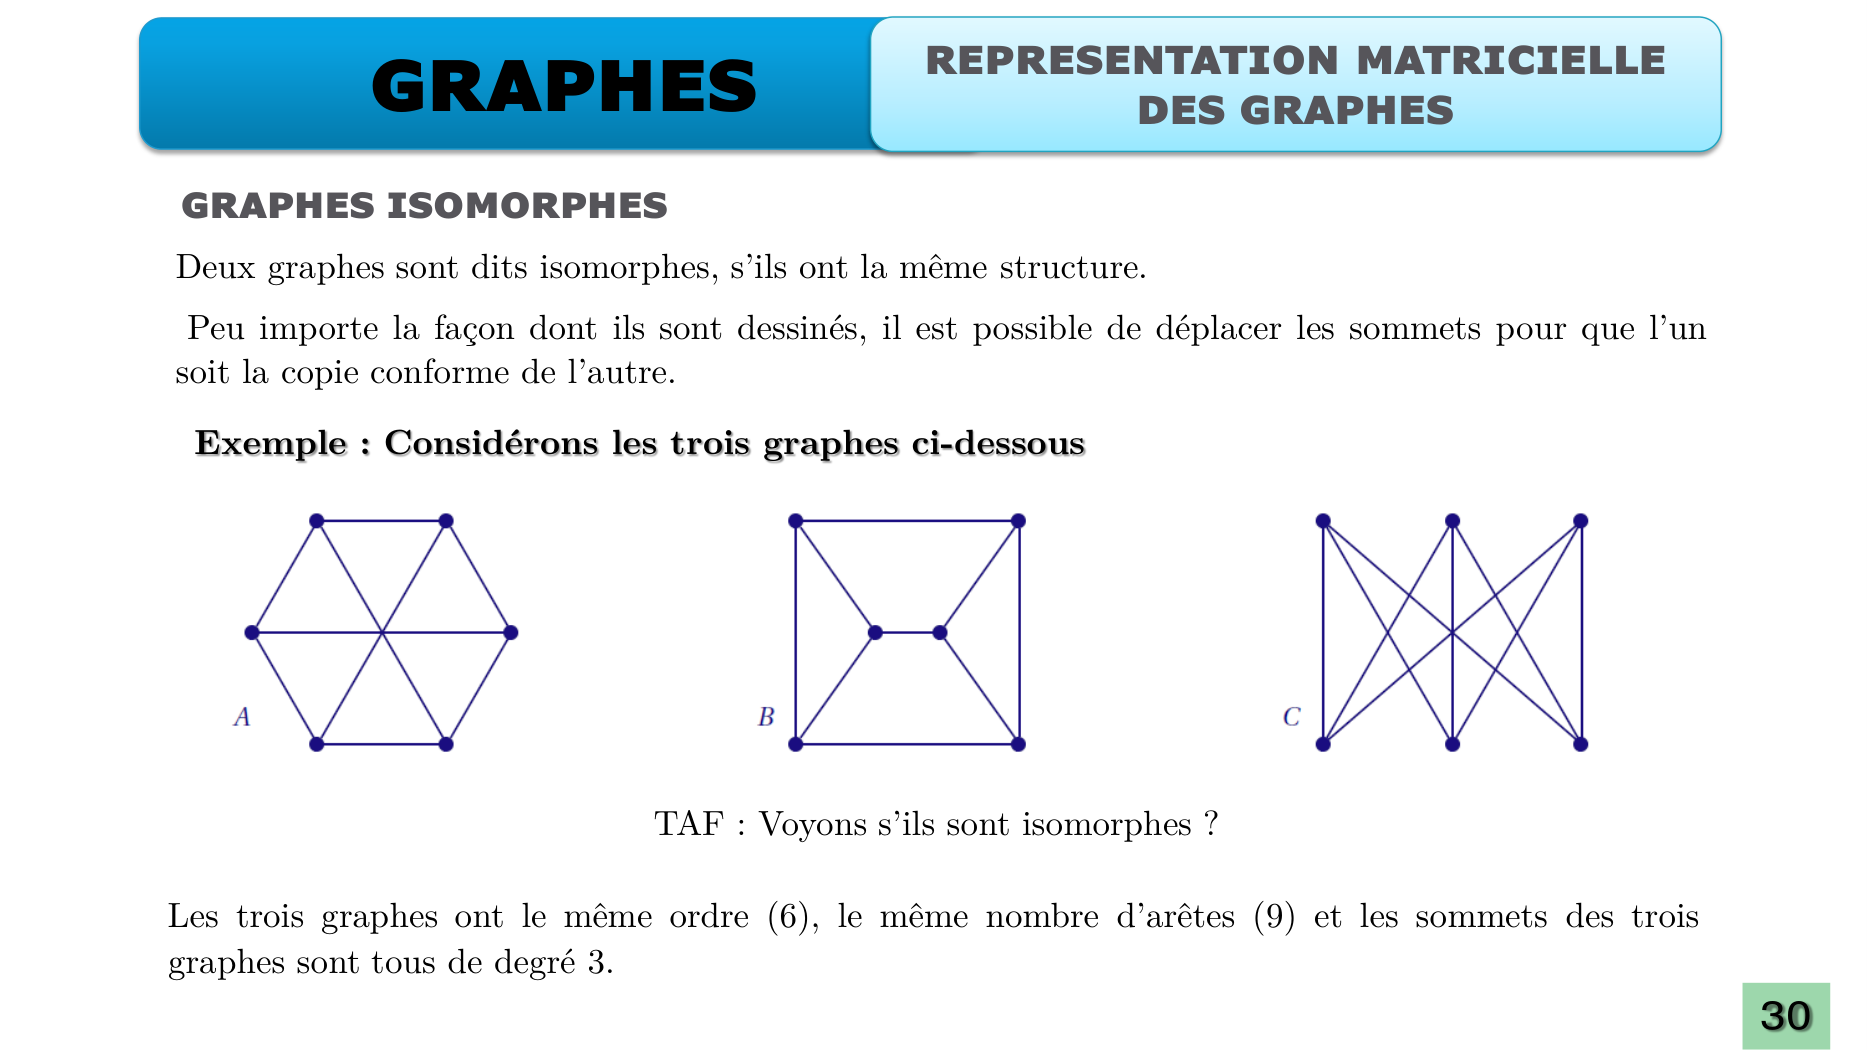 GRAPHES
REPRESENTATION MATRICIELLE
DES GRAPHES
GRAPHES ISOMORPHES
Deux graphes sont dits isomorphes, s'ils ont la même structure.
Peu importe la façon dont ils sont dessinés, il est possible de déplacer les sommets pour que l'un
soit la copie conforme de l'autre.
Exemple : Considérons les trois graphes ci-dessous
A
B
C
TAF : Voyons s'ils sont isomorphes ?
Les trois graphes ont le même ordre (6), le même nombre d'arêtes (9) et les sommets des trois
graphes sont tous de degré 3.
30